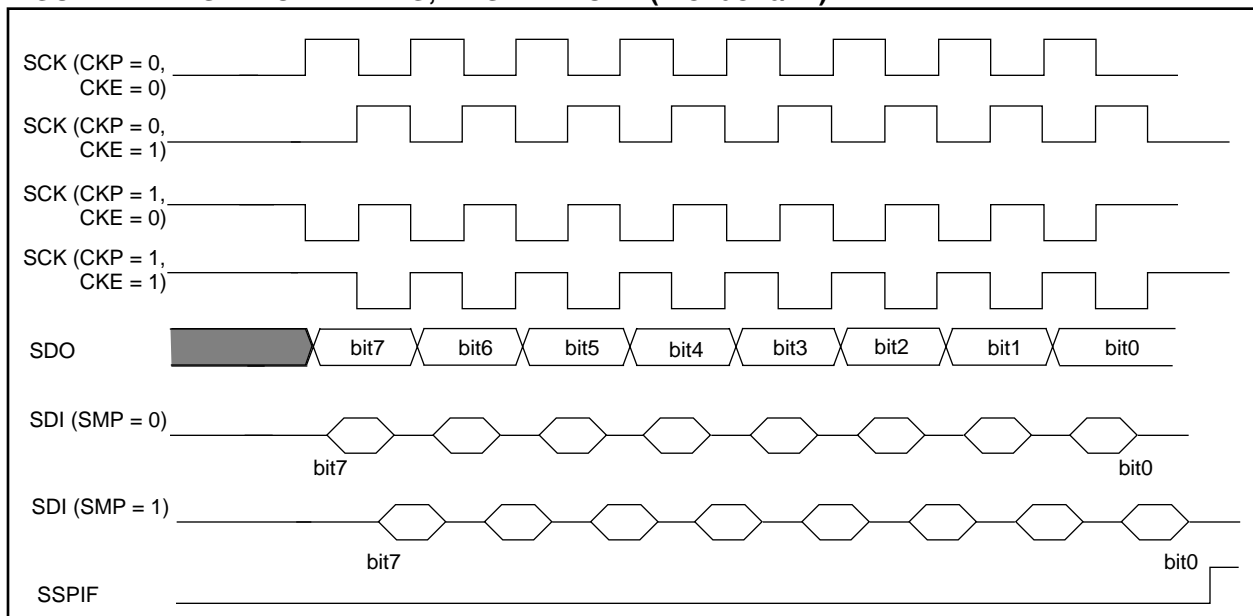 SCK (CKP = 0,
CKE = 0)
SCK (CKP = 0,
CKE = 1)
SCK (CKP = 1,
CKE = 0)
SCK (CKP = 1,
CKE = 1)
SDO bit7 bit6 bit5 bit4 bit3 bit2 bit1 bit0
SDI (SMP = 0)
bit7 bit0
SDI (SMP = 1)
bit7 bit0
SSPIF